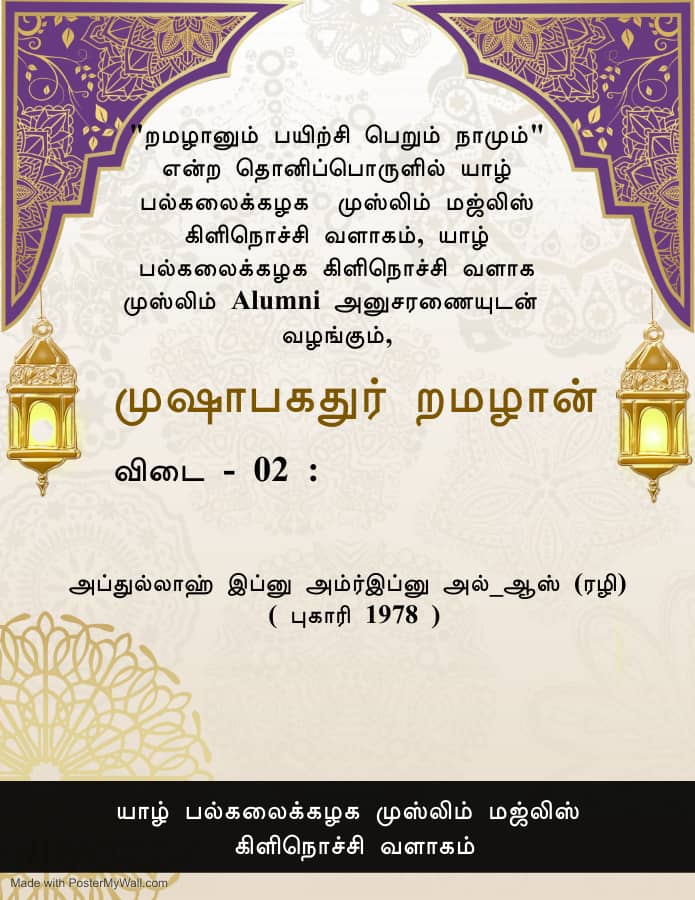 "றமழானும் பயிற்சி பெறும் நாமும்"
என்ற தொனிப்பொருளில் யாழ்
பல்கலைக்கழக முஸ்லிம் மஜ்லிஸ்
கிளிநொச்சி வளாகம், யாழ்
பல்கலைக்கழக கிளிநொச்சி வளாக
முஸ்லிம் Alumni அனுசரணையுடன்
வழங்கும்,
முஷாபகதுர் றமழான்
விடை - 02 :
அப்துல்லாஹ் இப்னு அம்ர்இப்னு அல்_ஆஸ் (ரழி)
( புகாரி 1978 )
யாழ் பல்கலைக்கழக முஸ்லிம் மஜ்லிஸ்
கிளிநொச்சி வளாகம்
Made with PosterMyWall.com